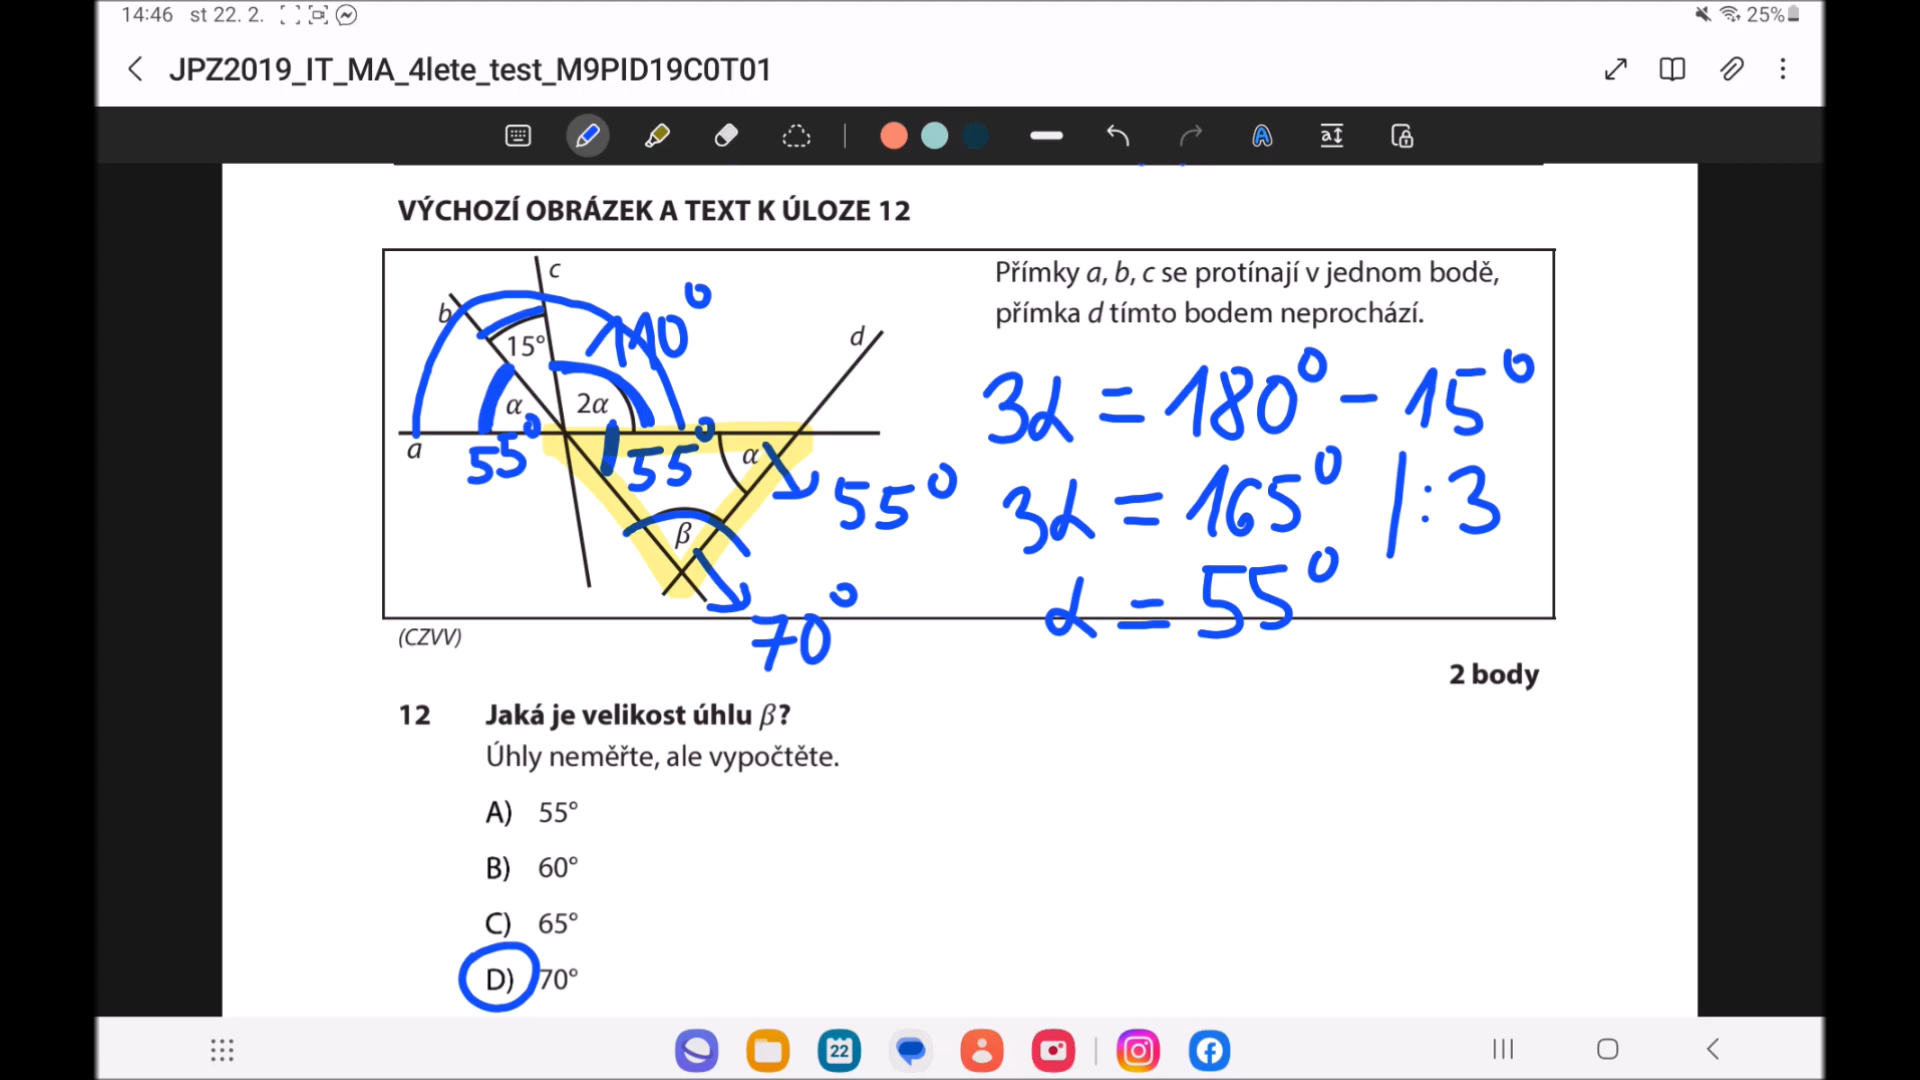 14:46 st 22. 2.
25%
JPZ2019_IT_MA_4lete_test_M9PID19C0T01
VÝCHOZÍ OBRÁZEK A TEXT K ÚLOZE 12
Přímky a, b, c se protínají v jednom bodě,
přímka d tímto bodem neprochází.
c
b
15°
110°
d
α
2α
a
55°
55°
α
55°
β
70°
3α = 180° - 15°
3α = 165° /:3
α = 55°
(CZVV)
2 body
12 Jaká je velikost úhlu β?
Úhly neměřte, ale vypočtěte.
A) 55°
B) 60°
C) 65°
D) 70°
22